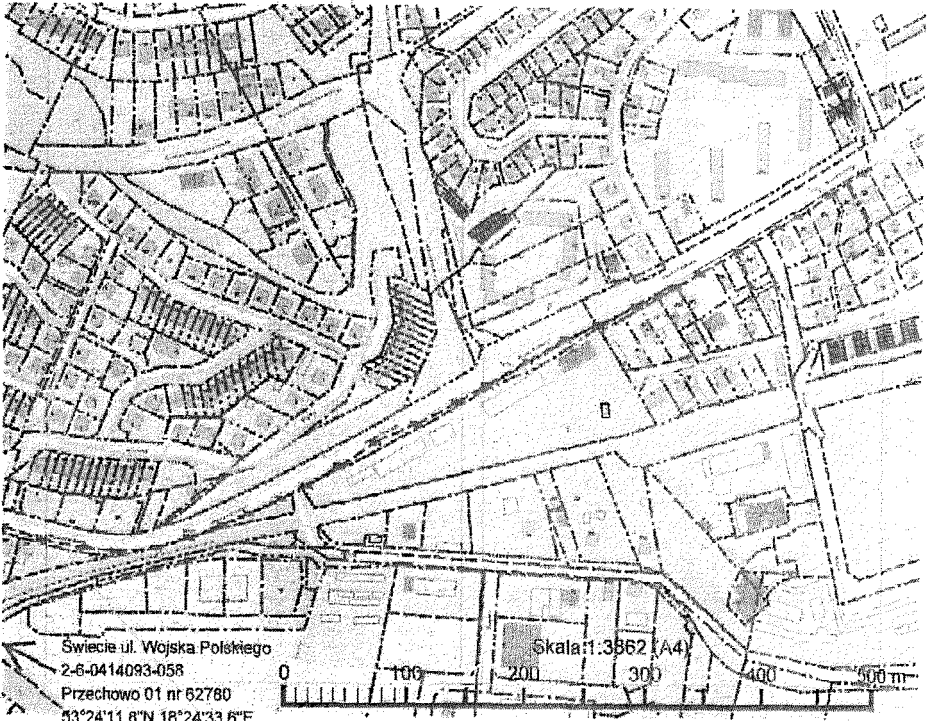 Świecie ul. Wojska Polskiego
2-6-0414093-058
Przechowo 01 nr 62780
53°24'11.8"N 18°24'33.6"E
Skala 1:3862 (A4)
0 100 200 300 400 500 m